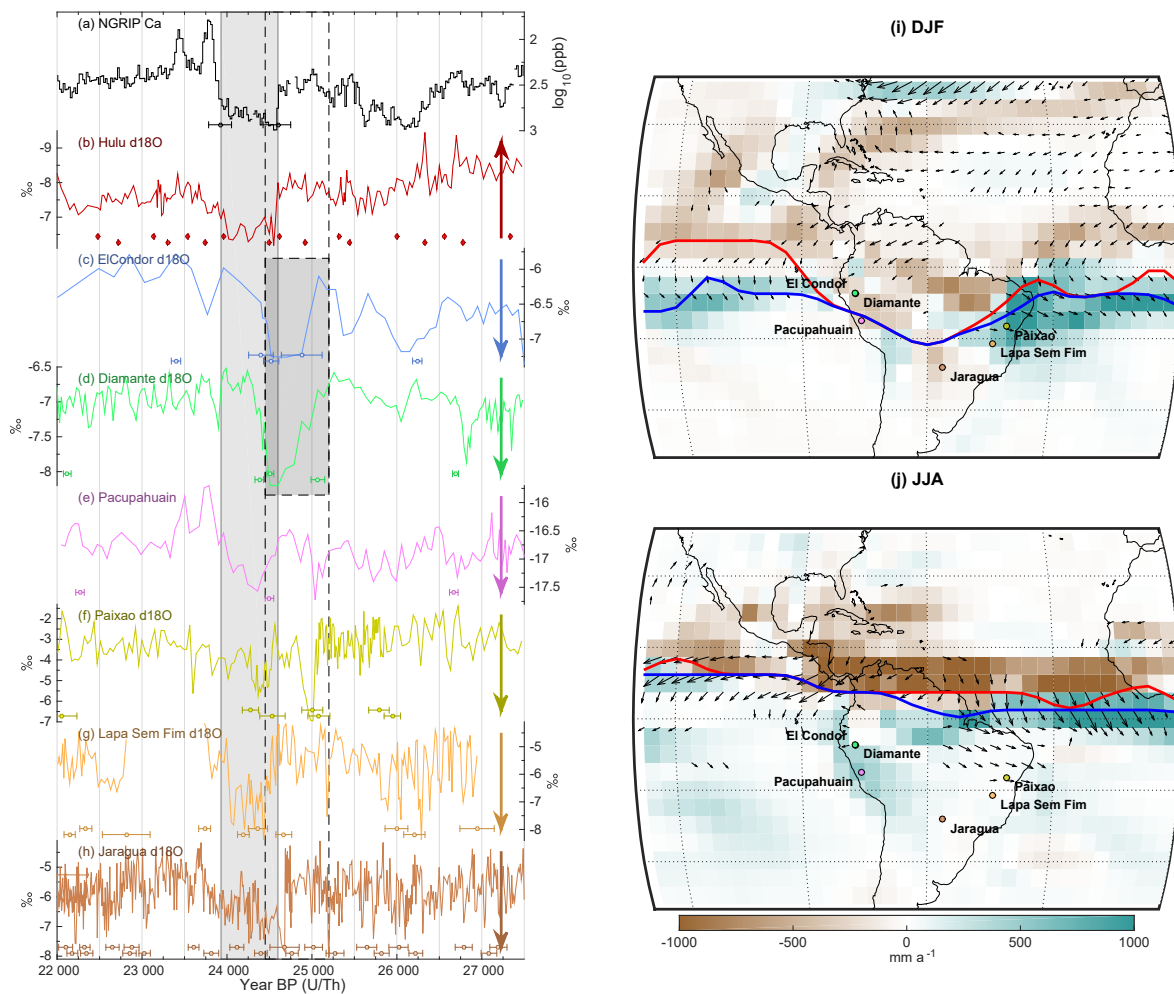 (a) NGRIP Ca
2
2.5
3
log10(ppb)
(b) Hulu d18O
-9
-8
-7
‰
(c) ElCondor d18O
-6
-6.5
-7
‰
(d) Diamante d18O
-6.5
-7
-7.5
-8
‰
(e) Pacupahuain
-16
-16.5
-17
-17.5
‰
(f) Paixao d18O
-2
-3
-4
-5
-6
-7
‰
(g) Lapa Sem Fim d18O
-5
-6
-7
-8
‰
(h) Jaragua d18O
-5
-6
-7
-8
‰
22 000 23 000 24 000 25 000 26 000 27 000
Year BP (U/Th)
(i) DJF
El Condor
Diamante
Pacupahuain
Paixao
Lapa Sem Fim
Jaragua
(j) JJA
El Condor
Diamante
Pacupahuain
Paixao
Lapa Sem Fim
Jaragua
-1000 -500 0 500 1000
mm a-1